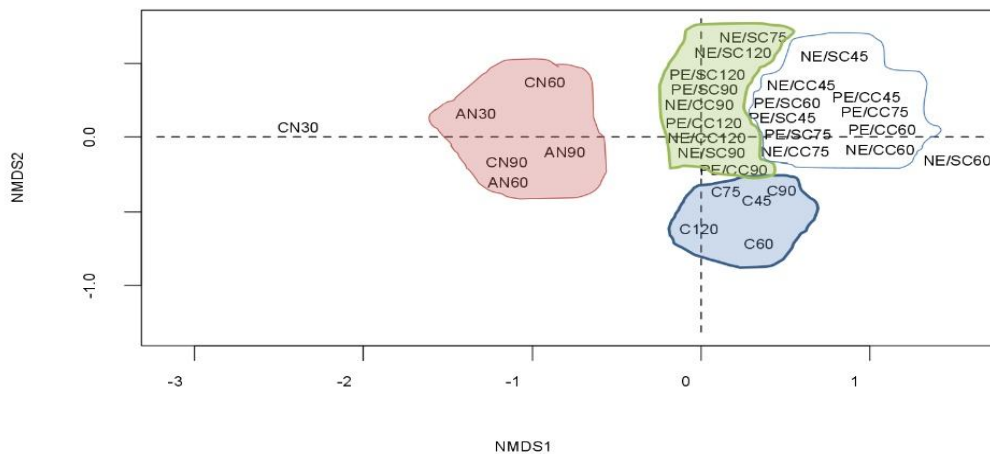 NE/SC75
NE/SC120
NE/SC45
PE/SC120
PE/SC90
NE/CC45
NE/CC90
PE/SC60
PE/CC45
CN60
AN30
PE/SC45
PE/CC75
CN30
PE/CC120
PE/CC60
NE/CC120
PE/SC75
NE/SC90
NE/CC75
NE/CC60
AN90
CN90
NE/SC60
PE/CC90
AN60
C75
C45
C90
C120
C60
0.0
-1.0
NMDS2
-3
-2
-1
0
1
NMDS1